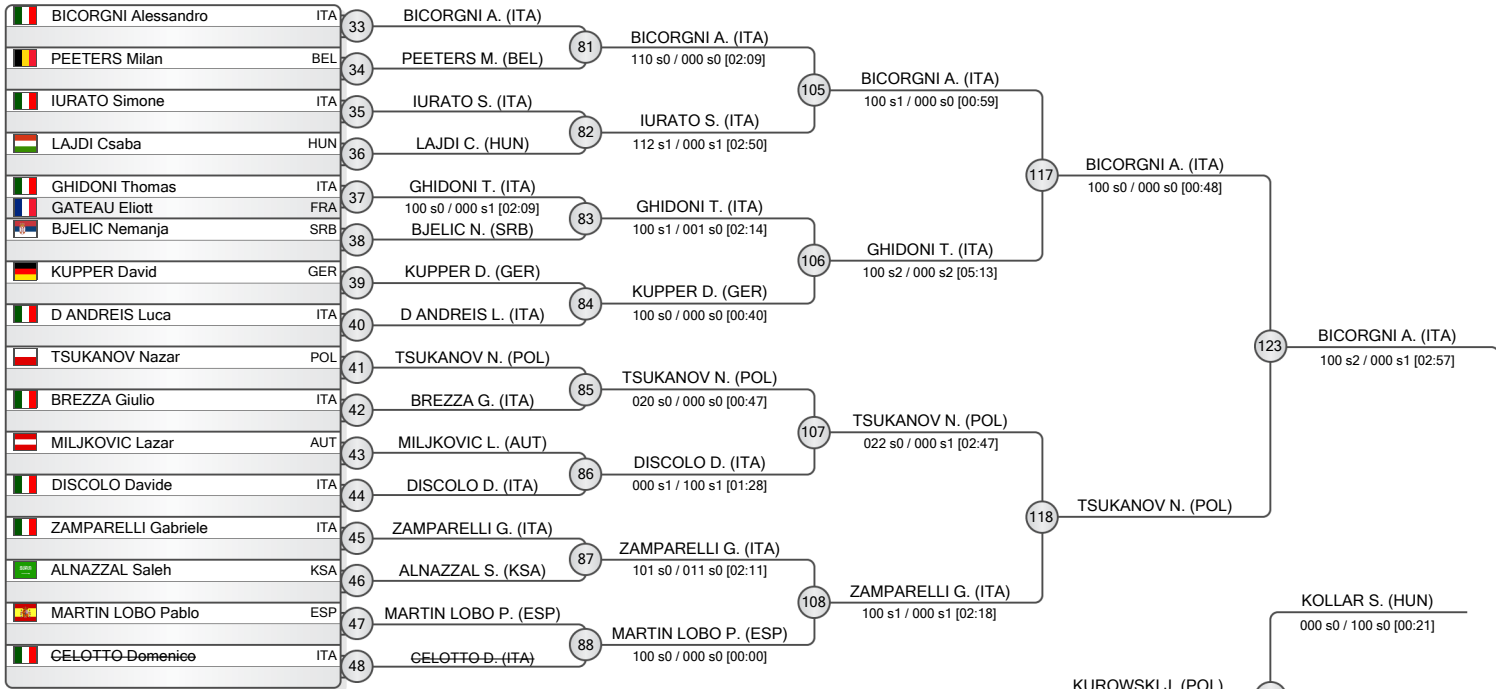 BICORGNI Alessandro ITA
PEETERS Milan BEL
IURATO Simone ITA
LAJDI Csaba HUN
GHIDONI Thomas ITA
GATEAU Eliott FRA
BJELIC Nemanja SRB
KUPPER David GER
D ANDREIS Luca ITA
TSUKANOV Nazar POL
BREZZA Giulio ITA
MILJKOVIC Lazar AUT
DISCOLO Davide ITA
ZAMPARELLI Gabriele ITA
ALNAZZAL Saleh KSA
MARTIN LOBO Pablo ESP
CELOTTO Domenico ITA
33
34
35
36
37
38
39
40
41
42
43
44
45
46
47
48
BICORGNI A. (ITA)
PEETERS M. (BEL)
IURATO S. (ITA)
LAJDI C. (HUN)
GHIDONI T. (ITA)
100 s0 / 000 s1 [02:09]
BJELIC N. (SRB)
KUPPER D. (GER)
D ANDREIS L. (ITA)
TSUKANOV N. (POL)
BREZZA G. (ITA)
MILJKOVIC L. (AUT)
DISCOLO D. (ITA)
ZAMPARELLI G. (ITA)
ALNAZZAL S. (KSA)
MARTIN LOBO P. (ESP)
CELOTTO D. (ITA)
81
82
83
84
85
86
87
88
BICORGNI A. (ITA)
110 s0 / 000 s0 [02:09]
IURATO S. (ITA)
112 s1 / 000 s1 [02:50]
GHIDONI T. (ITA)
100 s1 / 001 s0 [02:14]
KUPPER D. (GER)
100 s0 / 000 s0 [00:40]
TSUKANOV N. (POL)
020 s0 / 000 s0 [00:47]
DISCOLO D. (ITA)
000 s1 / 100 s1 [01:28]
ZAMPARELLI G. (ITA)
101 s0 / 011 s0 [02:11]
MARTIN LOBO P. (ESP)
100 s0 / 000 s0 [00:00]
105
106
107
108
BICORGNI A. (ITA)
100 s1 / 000 s0 [00:59]
GHIDONI T. (ITA)
100 s2 / 000 s2 [05:13]
TSUKANOV N. (POL)
022 s0 / 000 s1 [02:47]
ZAMPARELLI G. (ITA)
100 s1 / 000 s1 [02:18]
117
118
BICORGNI A. (ITA)
100 s0 / 000 s0 [00:48]
TSUKANOV N. (POL)
123
BICORGNI A. (ITA)
100 s2 / 000 s1 [02:57]
KOLLAR S. (HUN)
000 s0 / 100 s0 [00:21]
KUROWSKI J. (POL)